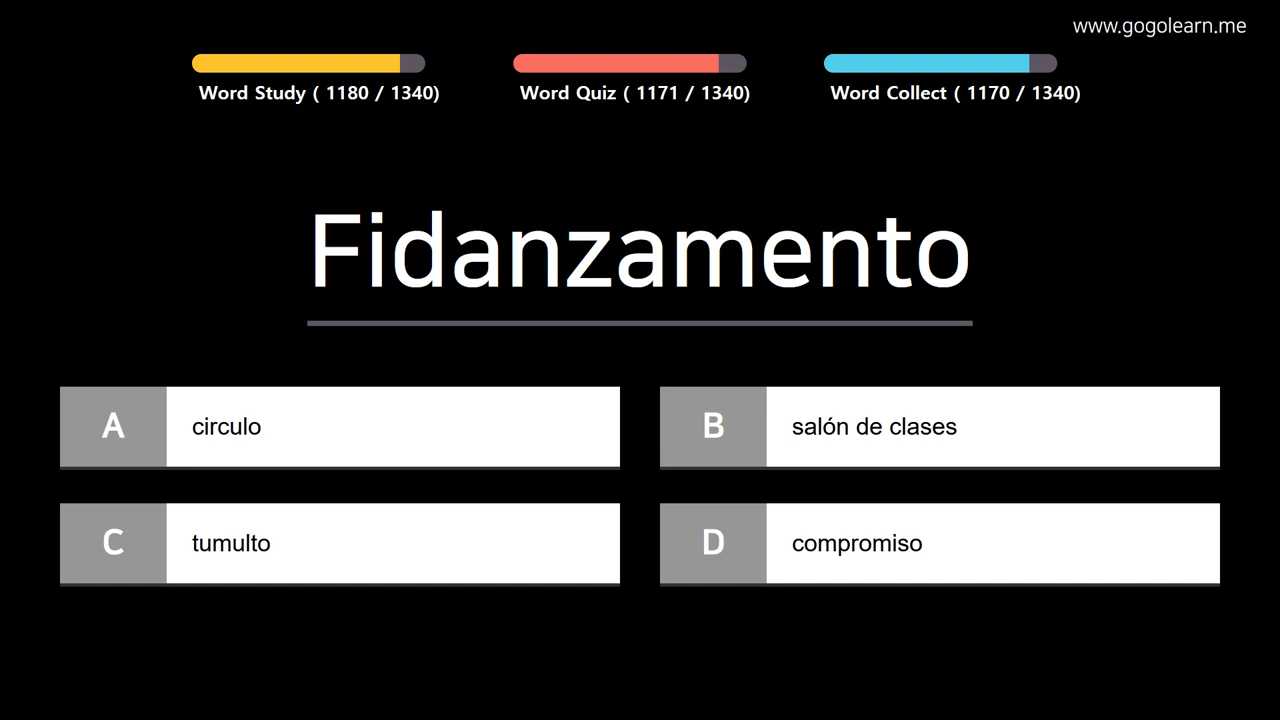 www.gogolearn.me
Word Study ( 1180 / 1340)
Word Quiz ( 1171 / 1340)
Word Collect ( 1170 / 1340)
Fidanzamento
A
circulo
B
salón de clases
C
tumulto
D
compromiso